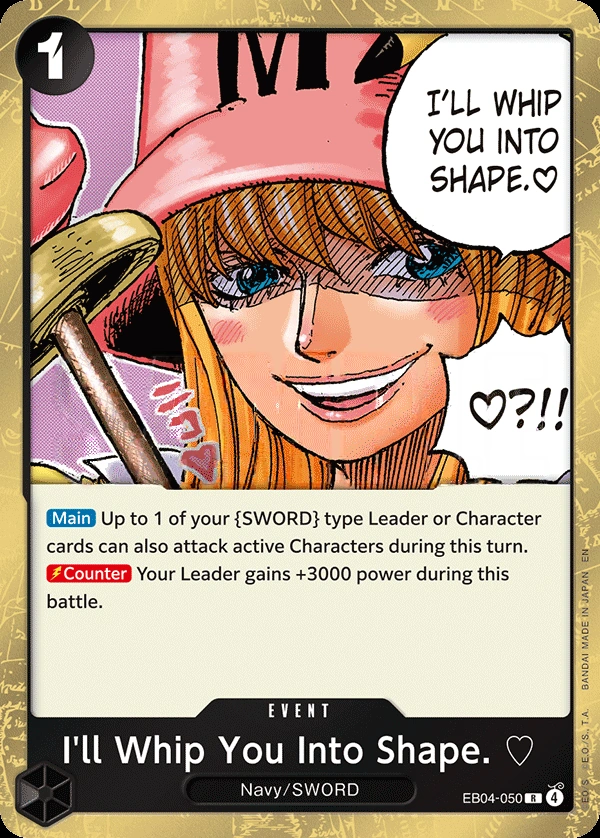 1
M
I'LL WHIP
YOU INTO
SHAPE.♡
♡?!!
ニコ
Main Up to 1 of your {SWORD} type Leader or Character
cards can also attack active Characters during this turn.
⚡Counter Your Leader gains +3000 power during this
battle.
EVENT
I'll Whip You Into Shape. ♡
Navy/SWORD
EB04-050 R 4
©E.O./S., T.A. BANDAI MADE IN JAPAN EN